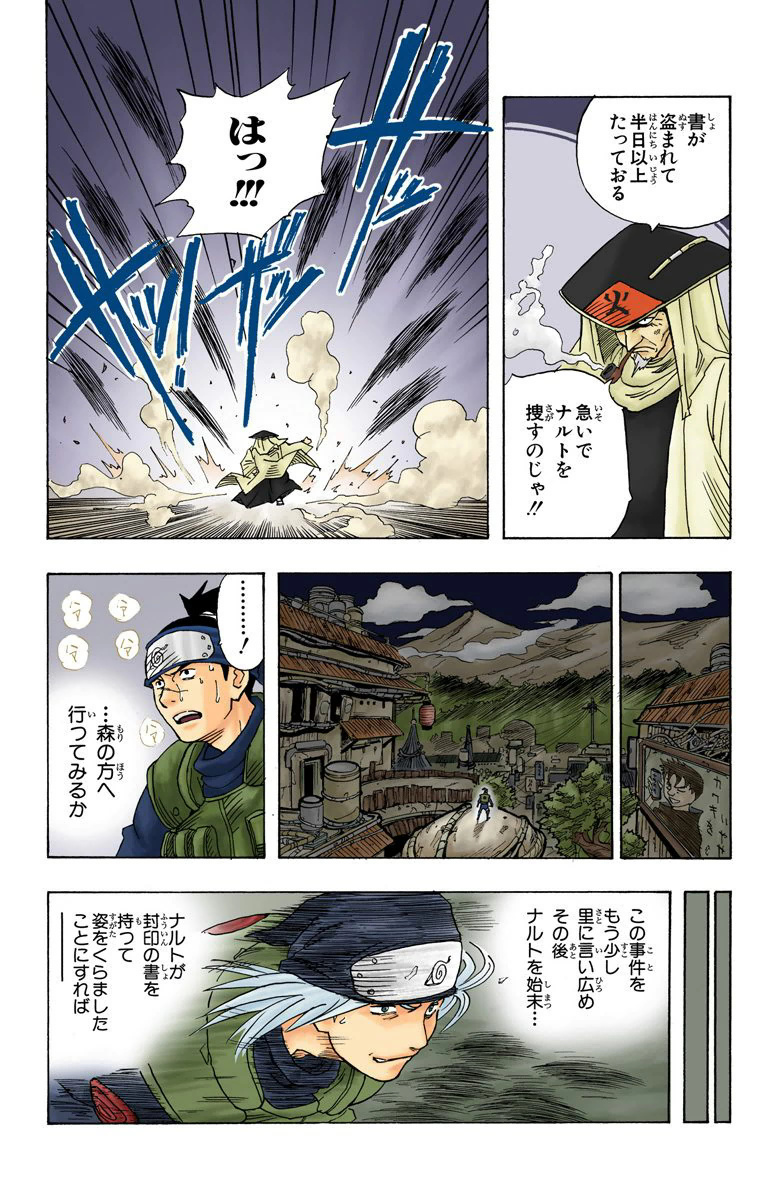 書が
盗まれて
半日以上
たっておる
急いで
ナルトを
捜すのじゃ!!
はっ!!!
ザッ
ザッ
ザッ!
火
………!
…森の方へ
行ってみるか
この事件を
もう少し
里に言い広め
その後
ナルトを始末…
ナルトが
封印の書を
持って
姿をくらました
ことにすれば